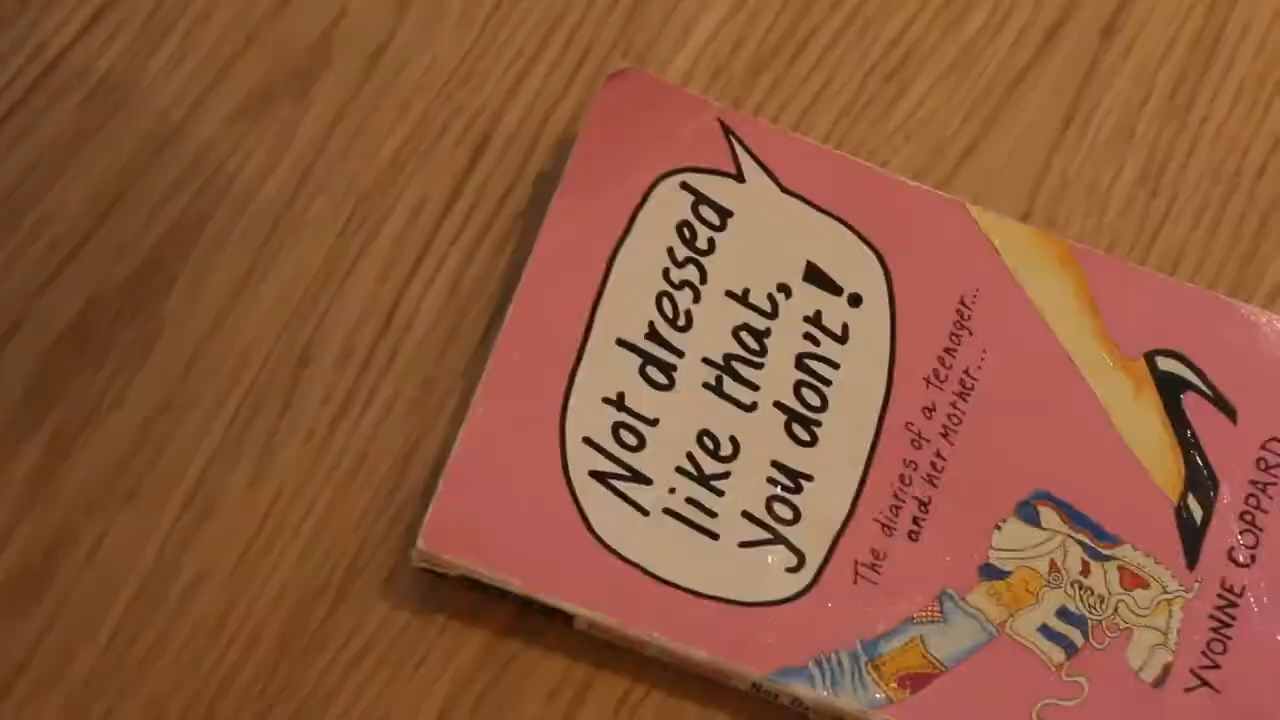 Not dressed
like that,
you don't!
The diaries of a teenager...
and her Mother...
YVONNE COPPARD